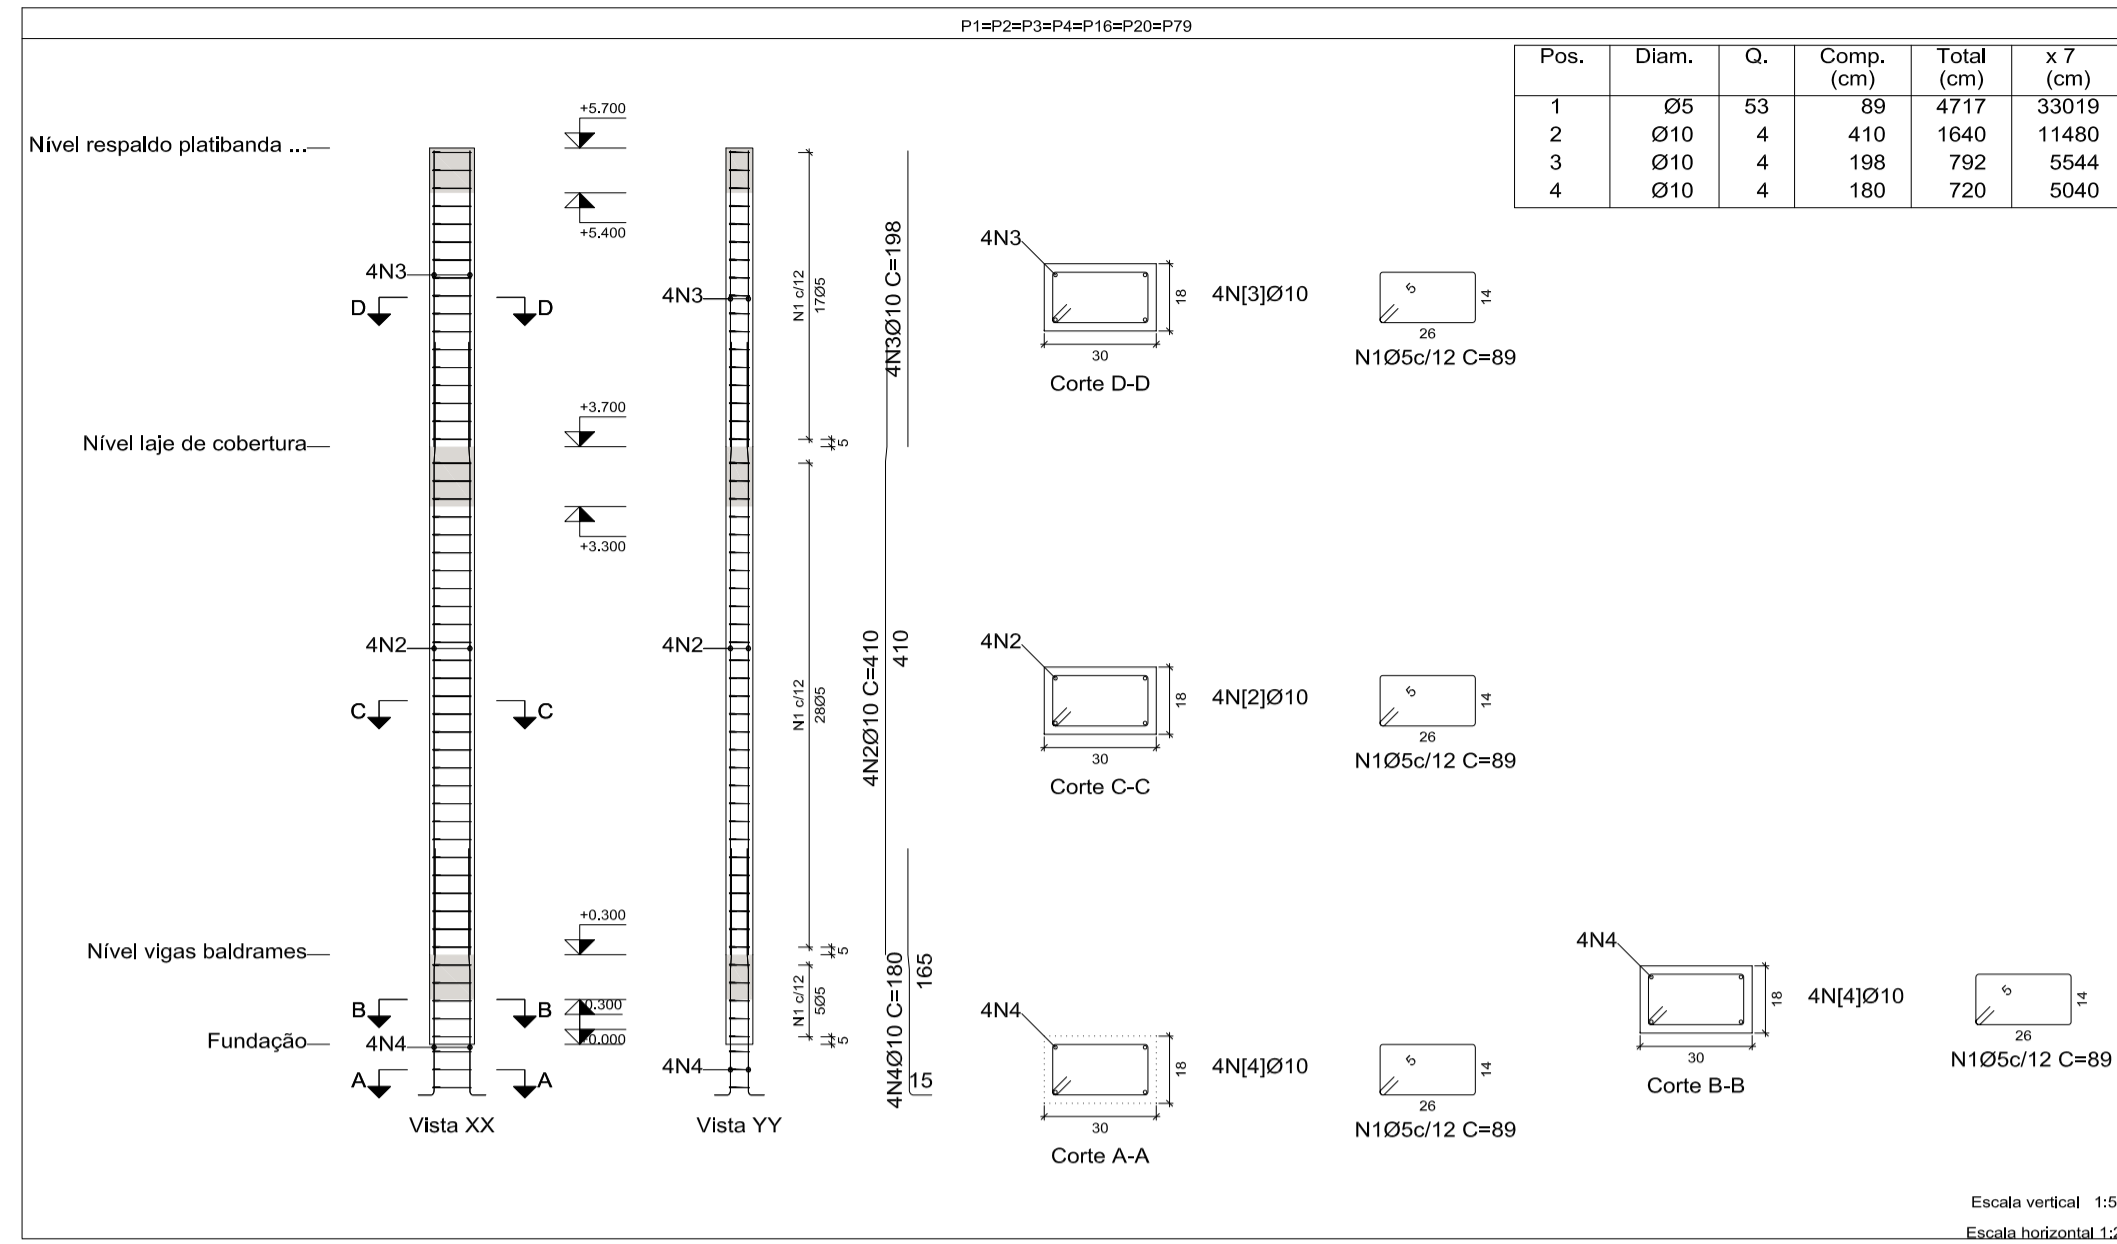 P1=P2=P3=P4=P16=P20=P79
Pos. Diam. Q. Comp. (cm) Total (cm) x 7 (cm)
1 Ø5 53 89 4717 33019
2 Ø10 4 410 1640 11480
3 Ø10 4 198 792 5544
4 Ø10 4 180 720 5040
Nível respaldo platibanda ...
+5.700
+5.400
4N3
D D
4N3
N1 c/12
17Ø5
4N3Ø10 C=198
4N3
18
30
4N[3]Ø10
Corte D-D
5
14
26
N1Ø5c/12 C=89
Nível laje de cobertura
+3.700
5
+3.300
4N2
C C
4N2
N1 c/12
28Ø5
4N2Ø10 C=410
410
4N2
18
30
4N[2]Ø10
Corte C-C
5
14
26
N1Ø5c/12 C=89
Nível vigas baldrames
+0.300
5
B B
0.300
N1 c/12
5Ø5
4N4Ø10 C=180
165
4N4
18
30
4N[4]Ø10
Corte B-B
5
14
26
N1Ø5c/12 C=89
Fundação
4N4
+0.000
5
A A
4N4
15
4N4
18
30
4N[4]Ø10
Corte A-A
5
14
26
N1Ø5c/12 C=89
Vista XX
Vista YY
Escala vertical 1:5
Escala horizontal 1:2